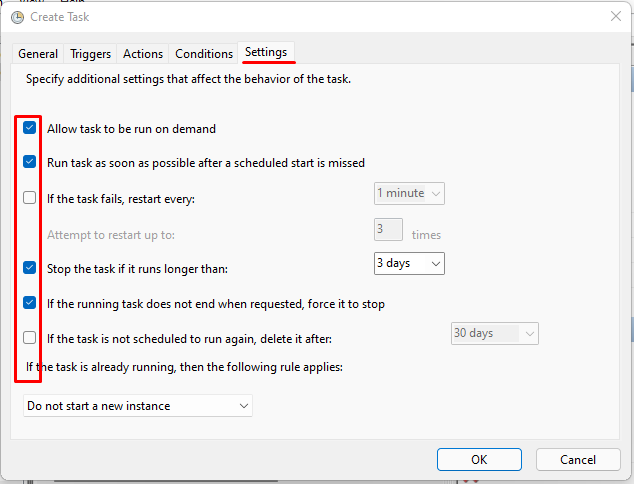 View Help
Create Task
General Triggers Actions Conditions Settings
Specify additional settings that affect the behavior of the task.
Allow task to be run on demand
Run task as soon as possible after a scheduled start is missed
If the task fails, restart every: 1 minute
Attempt to restart up to: 3 times
Stop the task if it runs longer than: 3 days
If the running task does not end when requested, force it to stop
If the task is not scheduled to run again, delete it after: 30 days
If the task is already running, then the following rule applies:
Do not start a new instance
OK Cancel